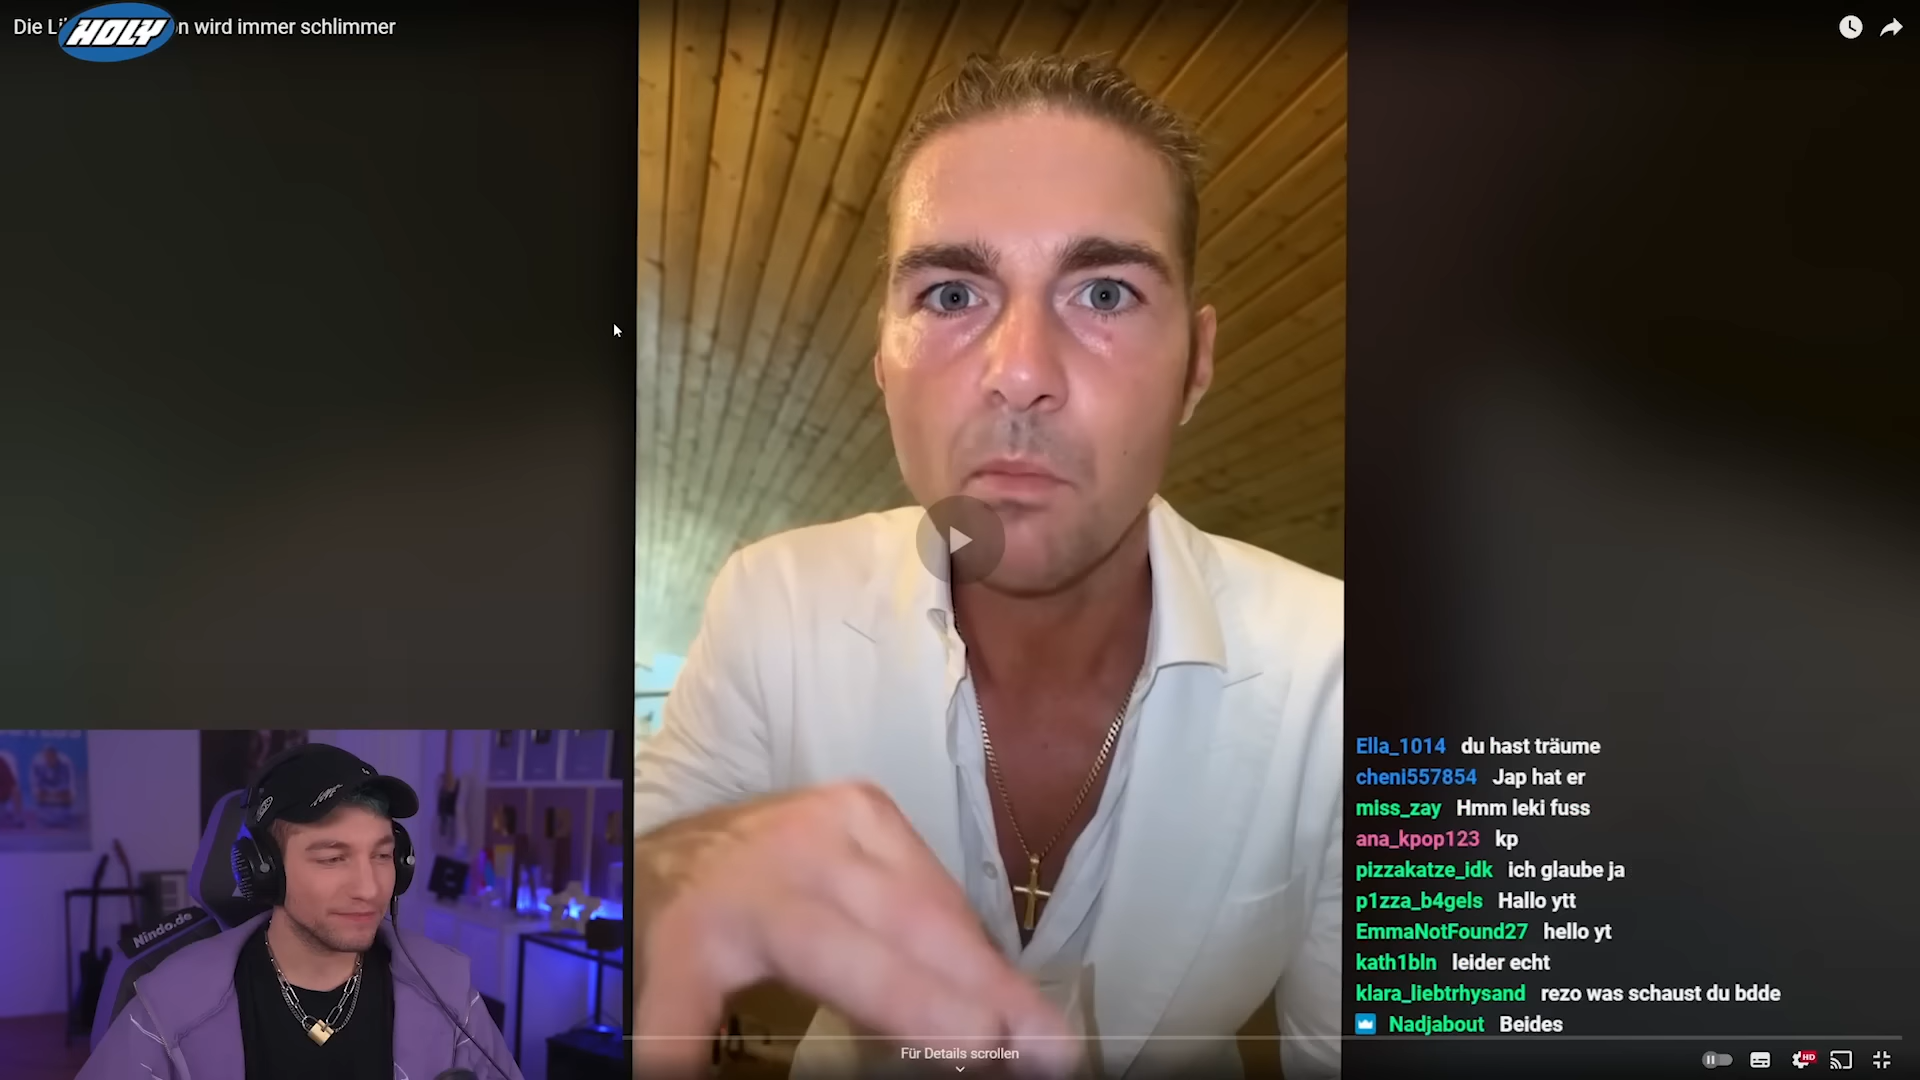 Die Li
HOLY
n wird immer schlimmer
Ella_1014 du hast träume
cheni557854 Jap hat er
miss_zay Hmm leki fuss
ana_kpop123 kp
pizzakatze_idk ich glaube ja
p1zza_b4gels Hallo ytt
EmmaNotFound27 hello yt
kath1bln leider echt
klara_liebtrhysand rezo was schaust du bdde
Nadjabout Beides
Nindo.de
Für Details scrollen
HD